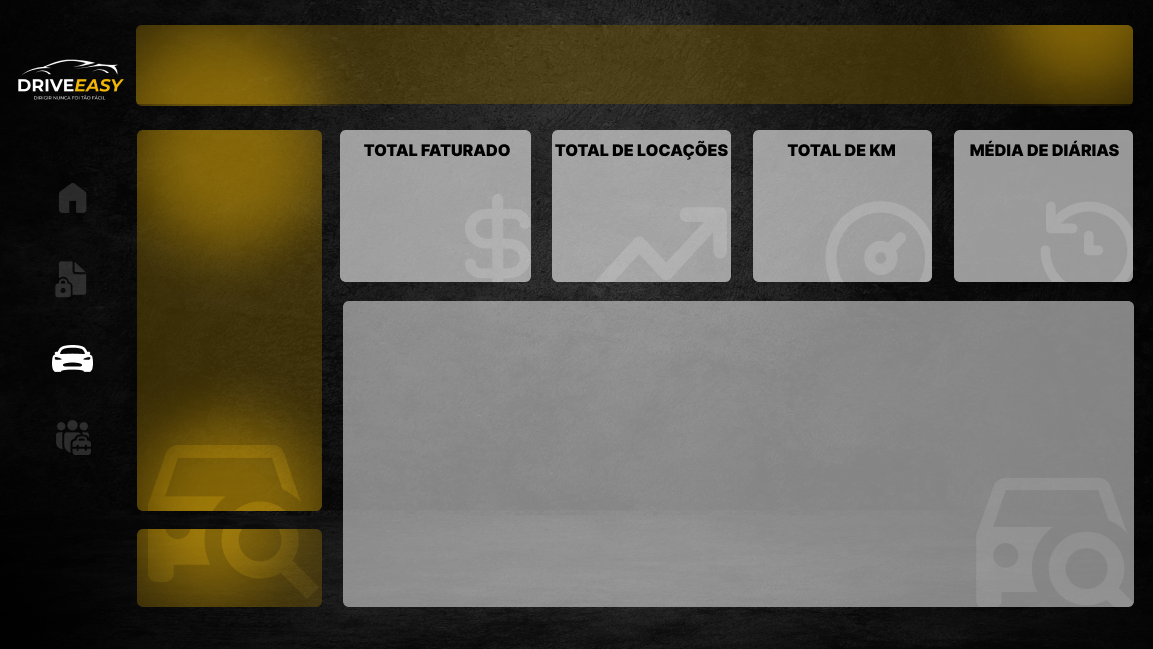 DRIVEEASY
DIRIGIR NUNCA FOI TÃO FÁCIL
TOTAL FATURADO
TOTAL DE LOCAÇÕES
TOTAL DE KM
MÉDIA DE DIÁRIAS